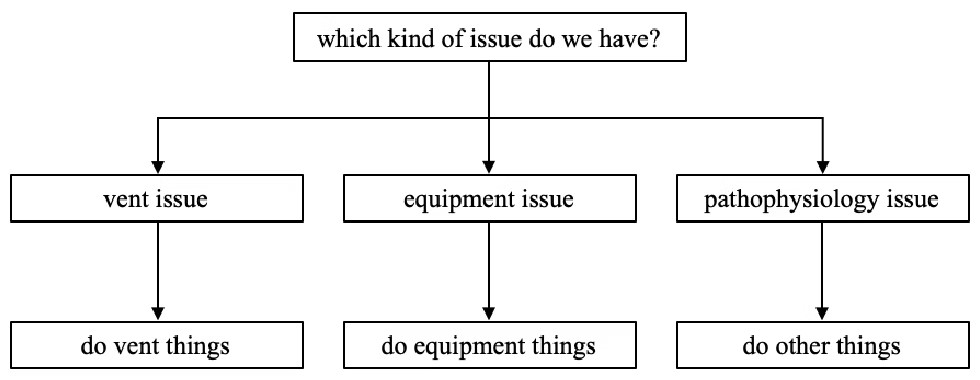 which kind of issue do we have?
vent issue
equipment issue
pathophysiology issue
do vent things
do equipment things
do other things